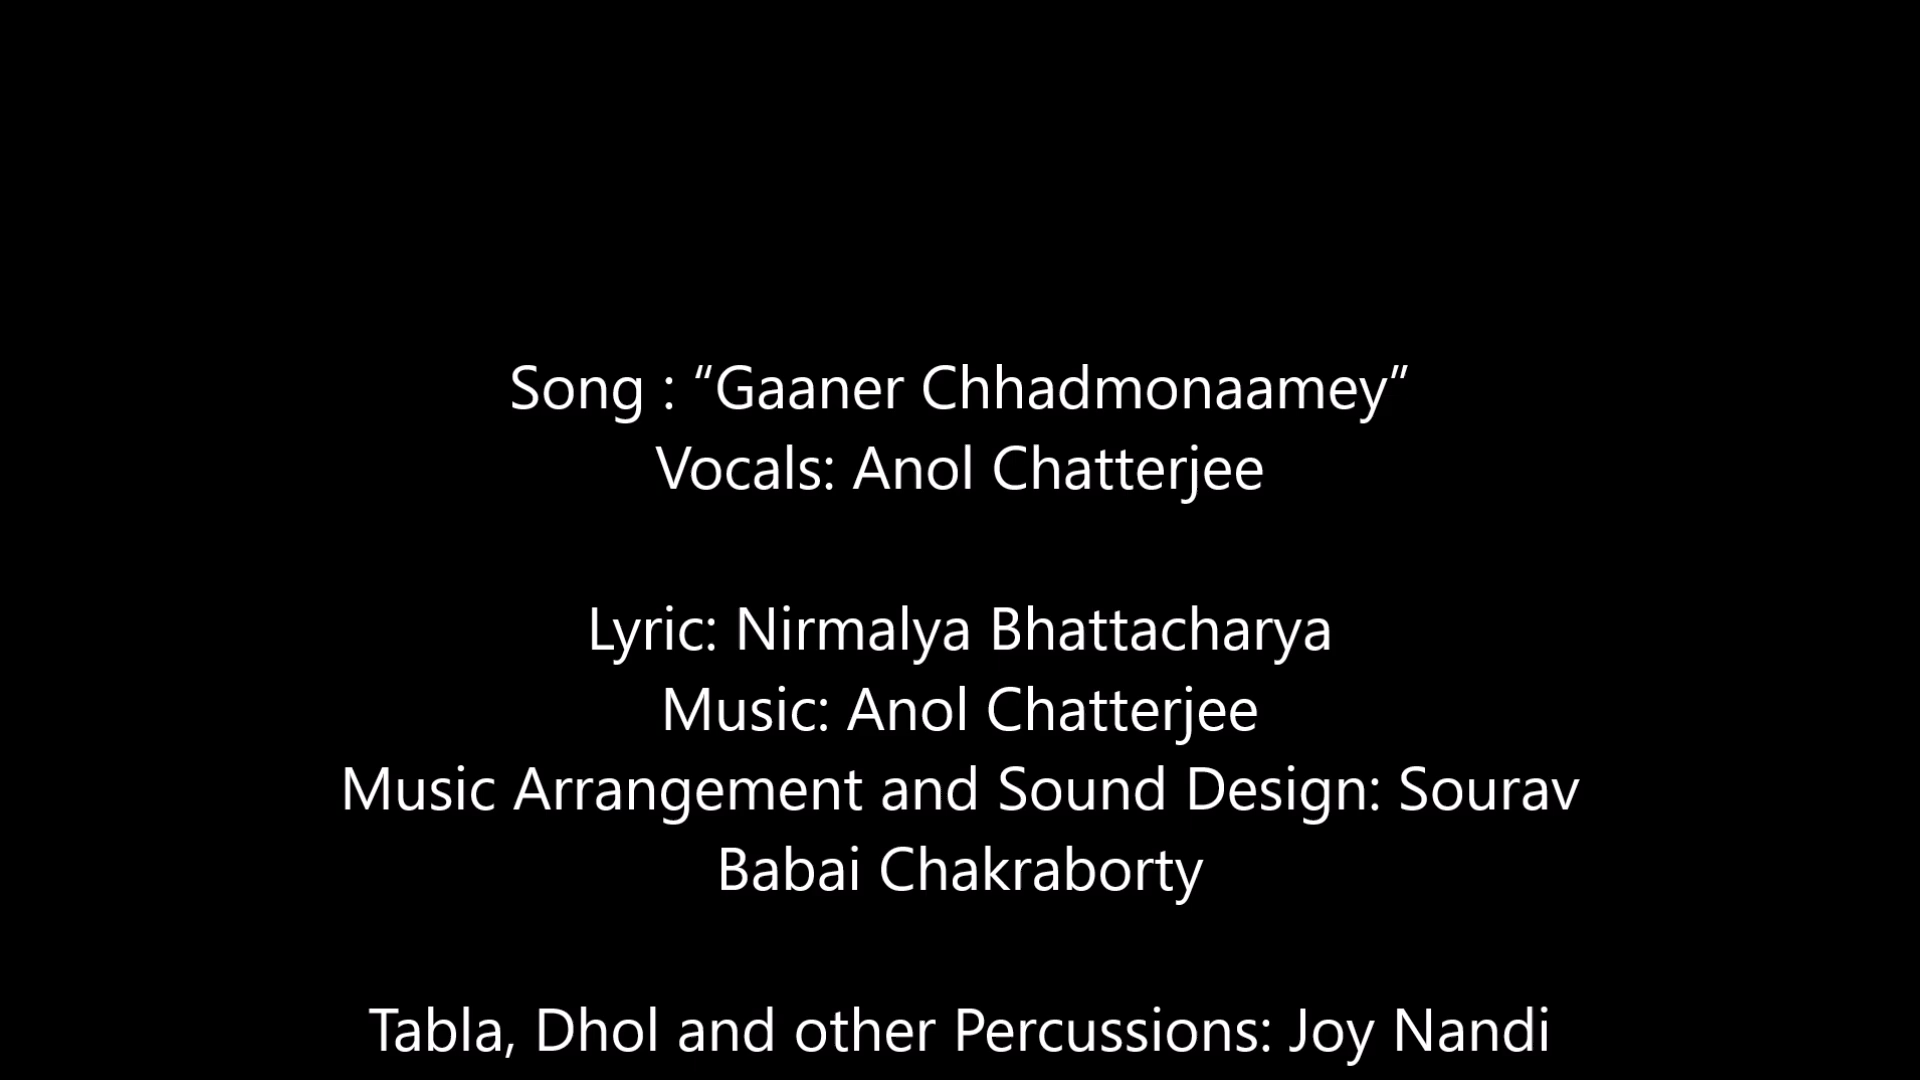 Song : “Gaaner Chhadmonaamey”
Vocals: Anol Chatterjee
Lyric: Nirmalya Bhattacharya
Music: Anol Chatterjee
Music Arrangement and Sound Design: Sourav
Babai Chakraborty
Tabla, Dhol and other Percussions: Joy Nandi